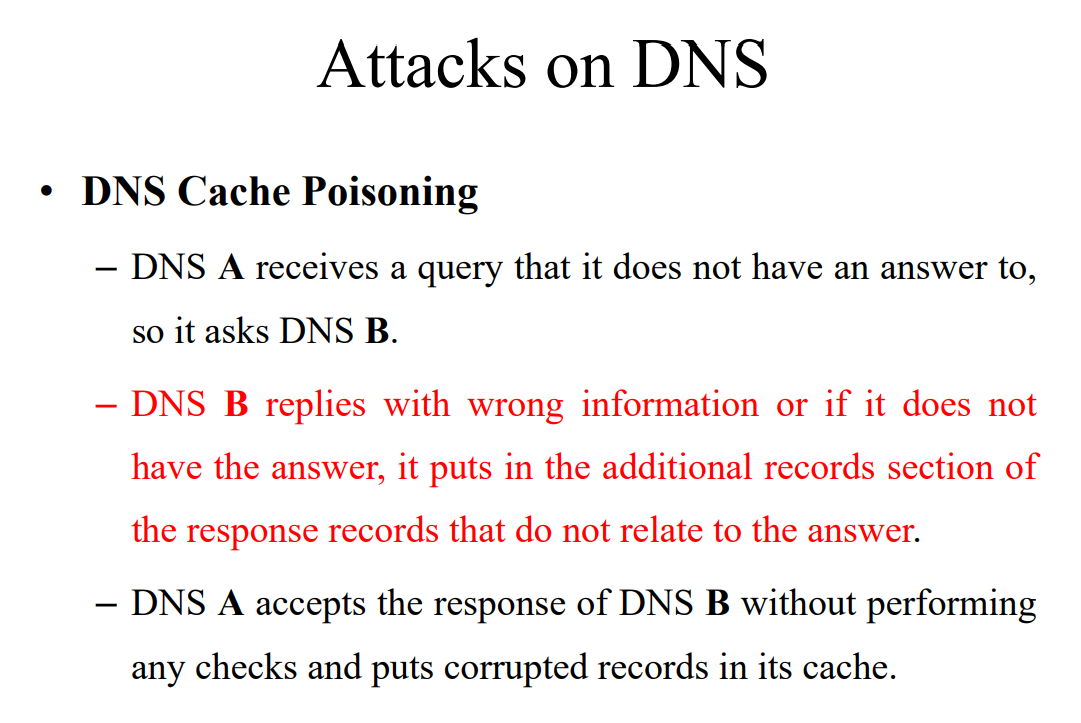 Attacks on DNS
• DNS Cache Poisoning
– DNS A receives a query that it does not have an answer to,
so it asks DNS B.
– DNS B replies with wrong information or if it does not
have the answer, it puts in the additional records section of
the response records that do not relate to the answer.
– DNS A accepts the response of DNS B without performing
any checks and puts corrupted records in its cache.